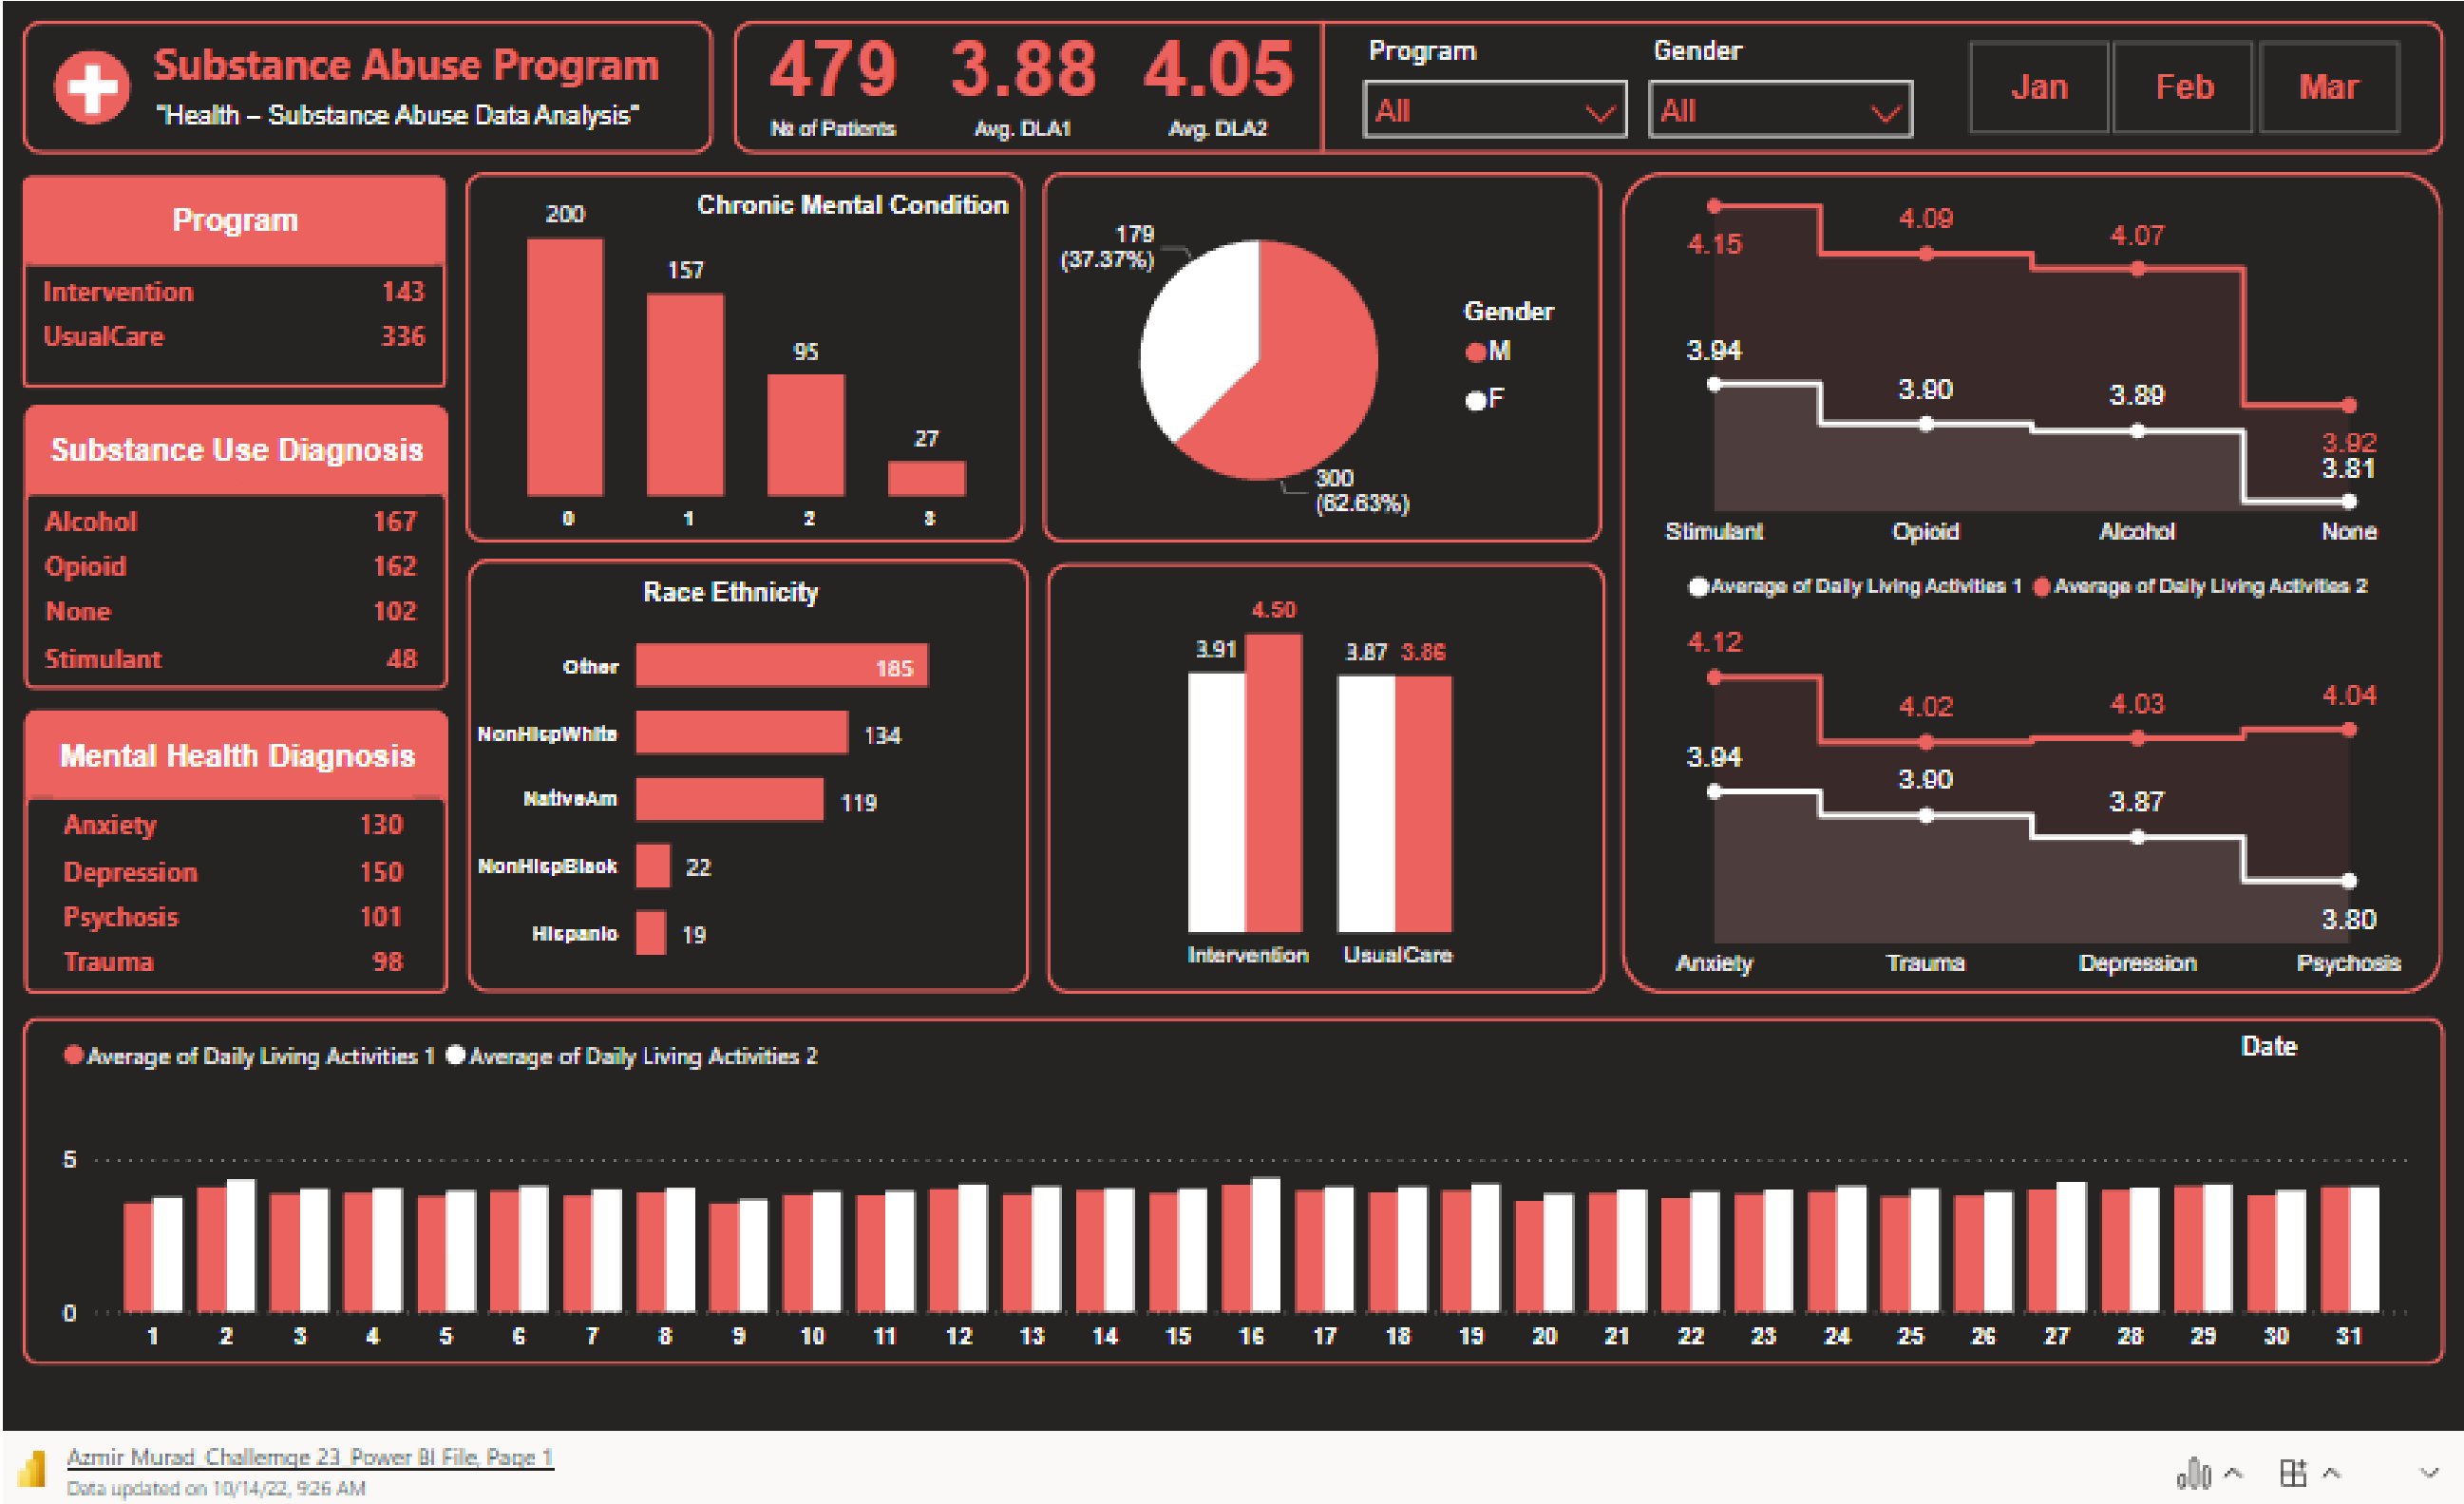 Substance Abuse Program
"Health – Substance Abuse Data Analysis"
479 3.88 4.05
№ of Patients Avg. DLA1 Avg. DLA2
Program Gender
All All
Jan Feb Mar
Program
Intervention 143
UsualCare 336
Substance Use Diagnosis
Alcohol 167
Opioid 162
None 102
Stimulant 48
Mental Health Diagnosis
Anxiety 130
Depression 150
Psychosis 101
Trauma 98
Chronic Mental Condition
200
157
95
27
0 1 2 3
Race Ethnicity
Other 185
NonHispWhite 134
NativeAm 119
NonHispBlack 22
Hispanic 19
179
(37.37%)
300
(62.63%)
Gender
M
F
4.50
3.91 3.87 3.86
Intervention UsualCare
4.15 4.09 4.07 3.92
3.94 3.90 3.89 3.81
Stimulant Opioid Alcohol None
Average of Daily Living Activities 1 Average of Daily Living Activities 2
4.12 4.02 4.03 4.04
3.94 3.90 3.87 3.80
Anxiety Trauma Depression Psychosis
Average of Daily Living Activities 1 Average of Daily Living Activities 2
Date
5
0
1 2 3 4 5 6 7 8 9 10 11 12 13 14 15 16 17 18 19 20 21 22 23 24 25 26 27 28 29 30 31
Azmir Murad_Challemqe 23_Power BI File, Page 1
Data updated on 10/14/22, 9:26 AM